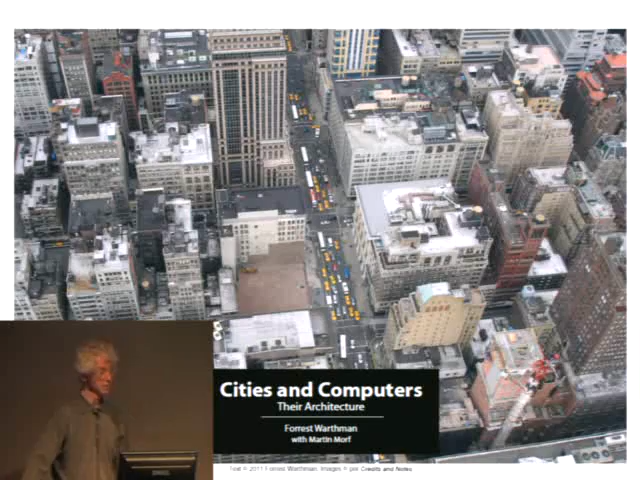 Cities and Computers
Their Architecture
Forrest Warthman
with Martin Morf
Text © 2011 Forrest Warthman. Images © per Credits and Notes.
DELL